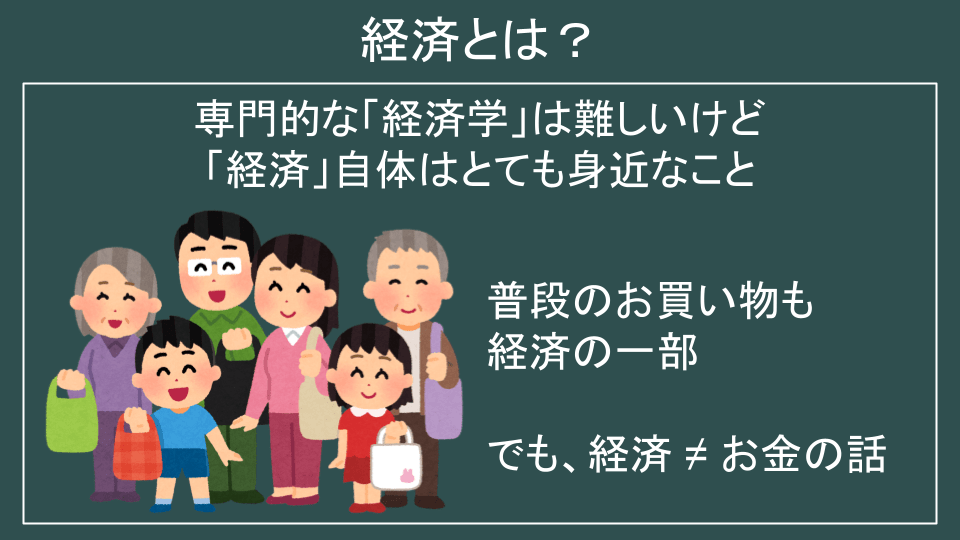 経済とは？
専門的な「経済学」は難しいけど
「経済」自体はとても身近なこと
普段のお買い物も
経済の一部
でも、経済 ≠ お金の話